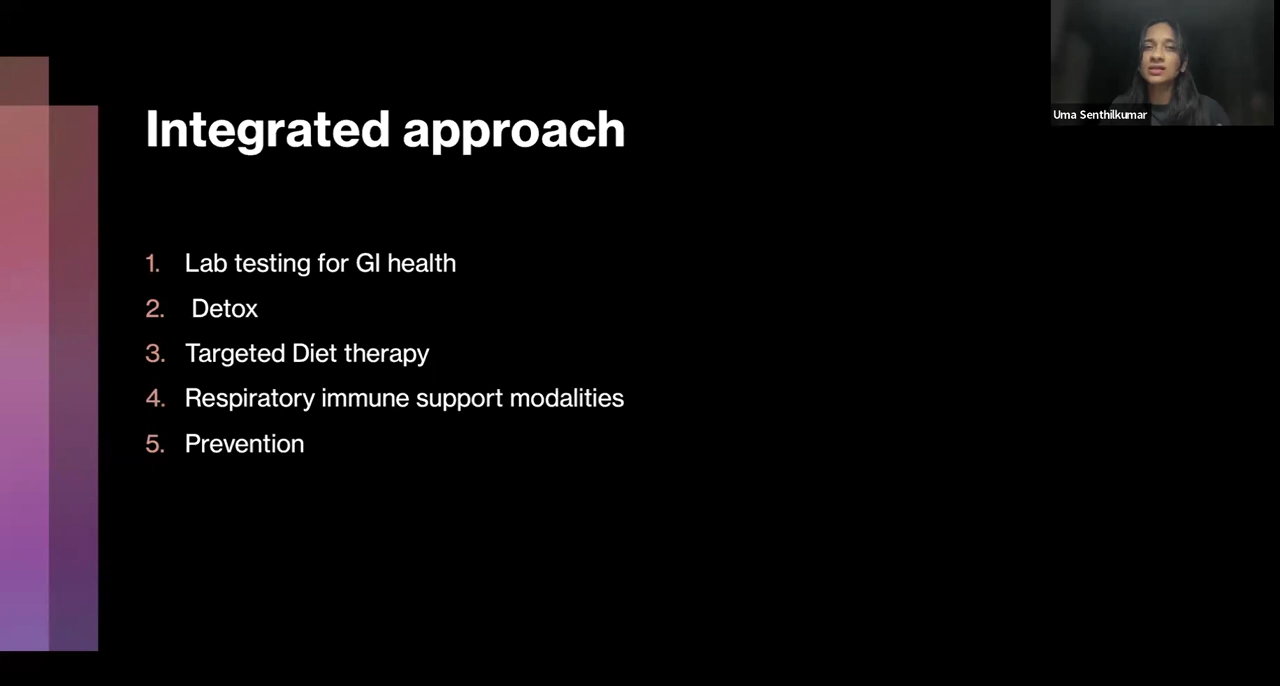 Uma Senthilkumar
Integrated approach
1. Lab testing for GI health
2. Detox
3. Targeted Diet therapy
4. Respiratory immune support modalities
5. Prevention